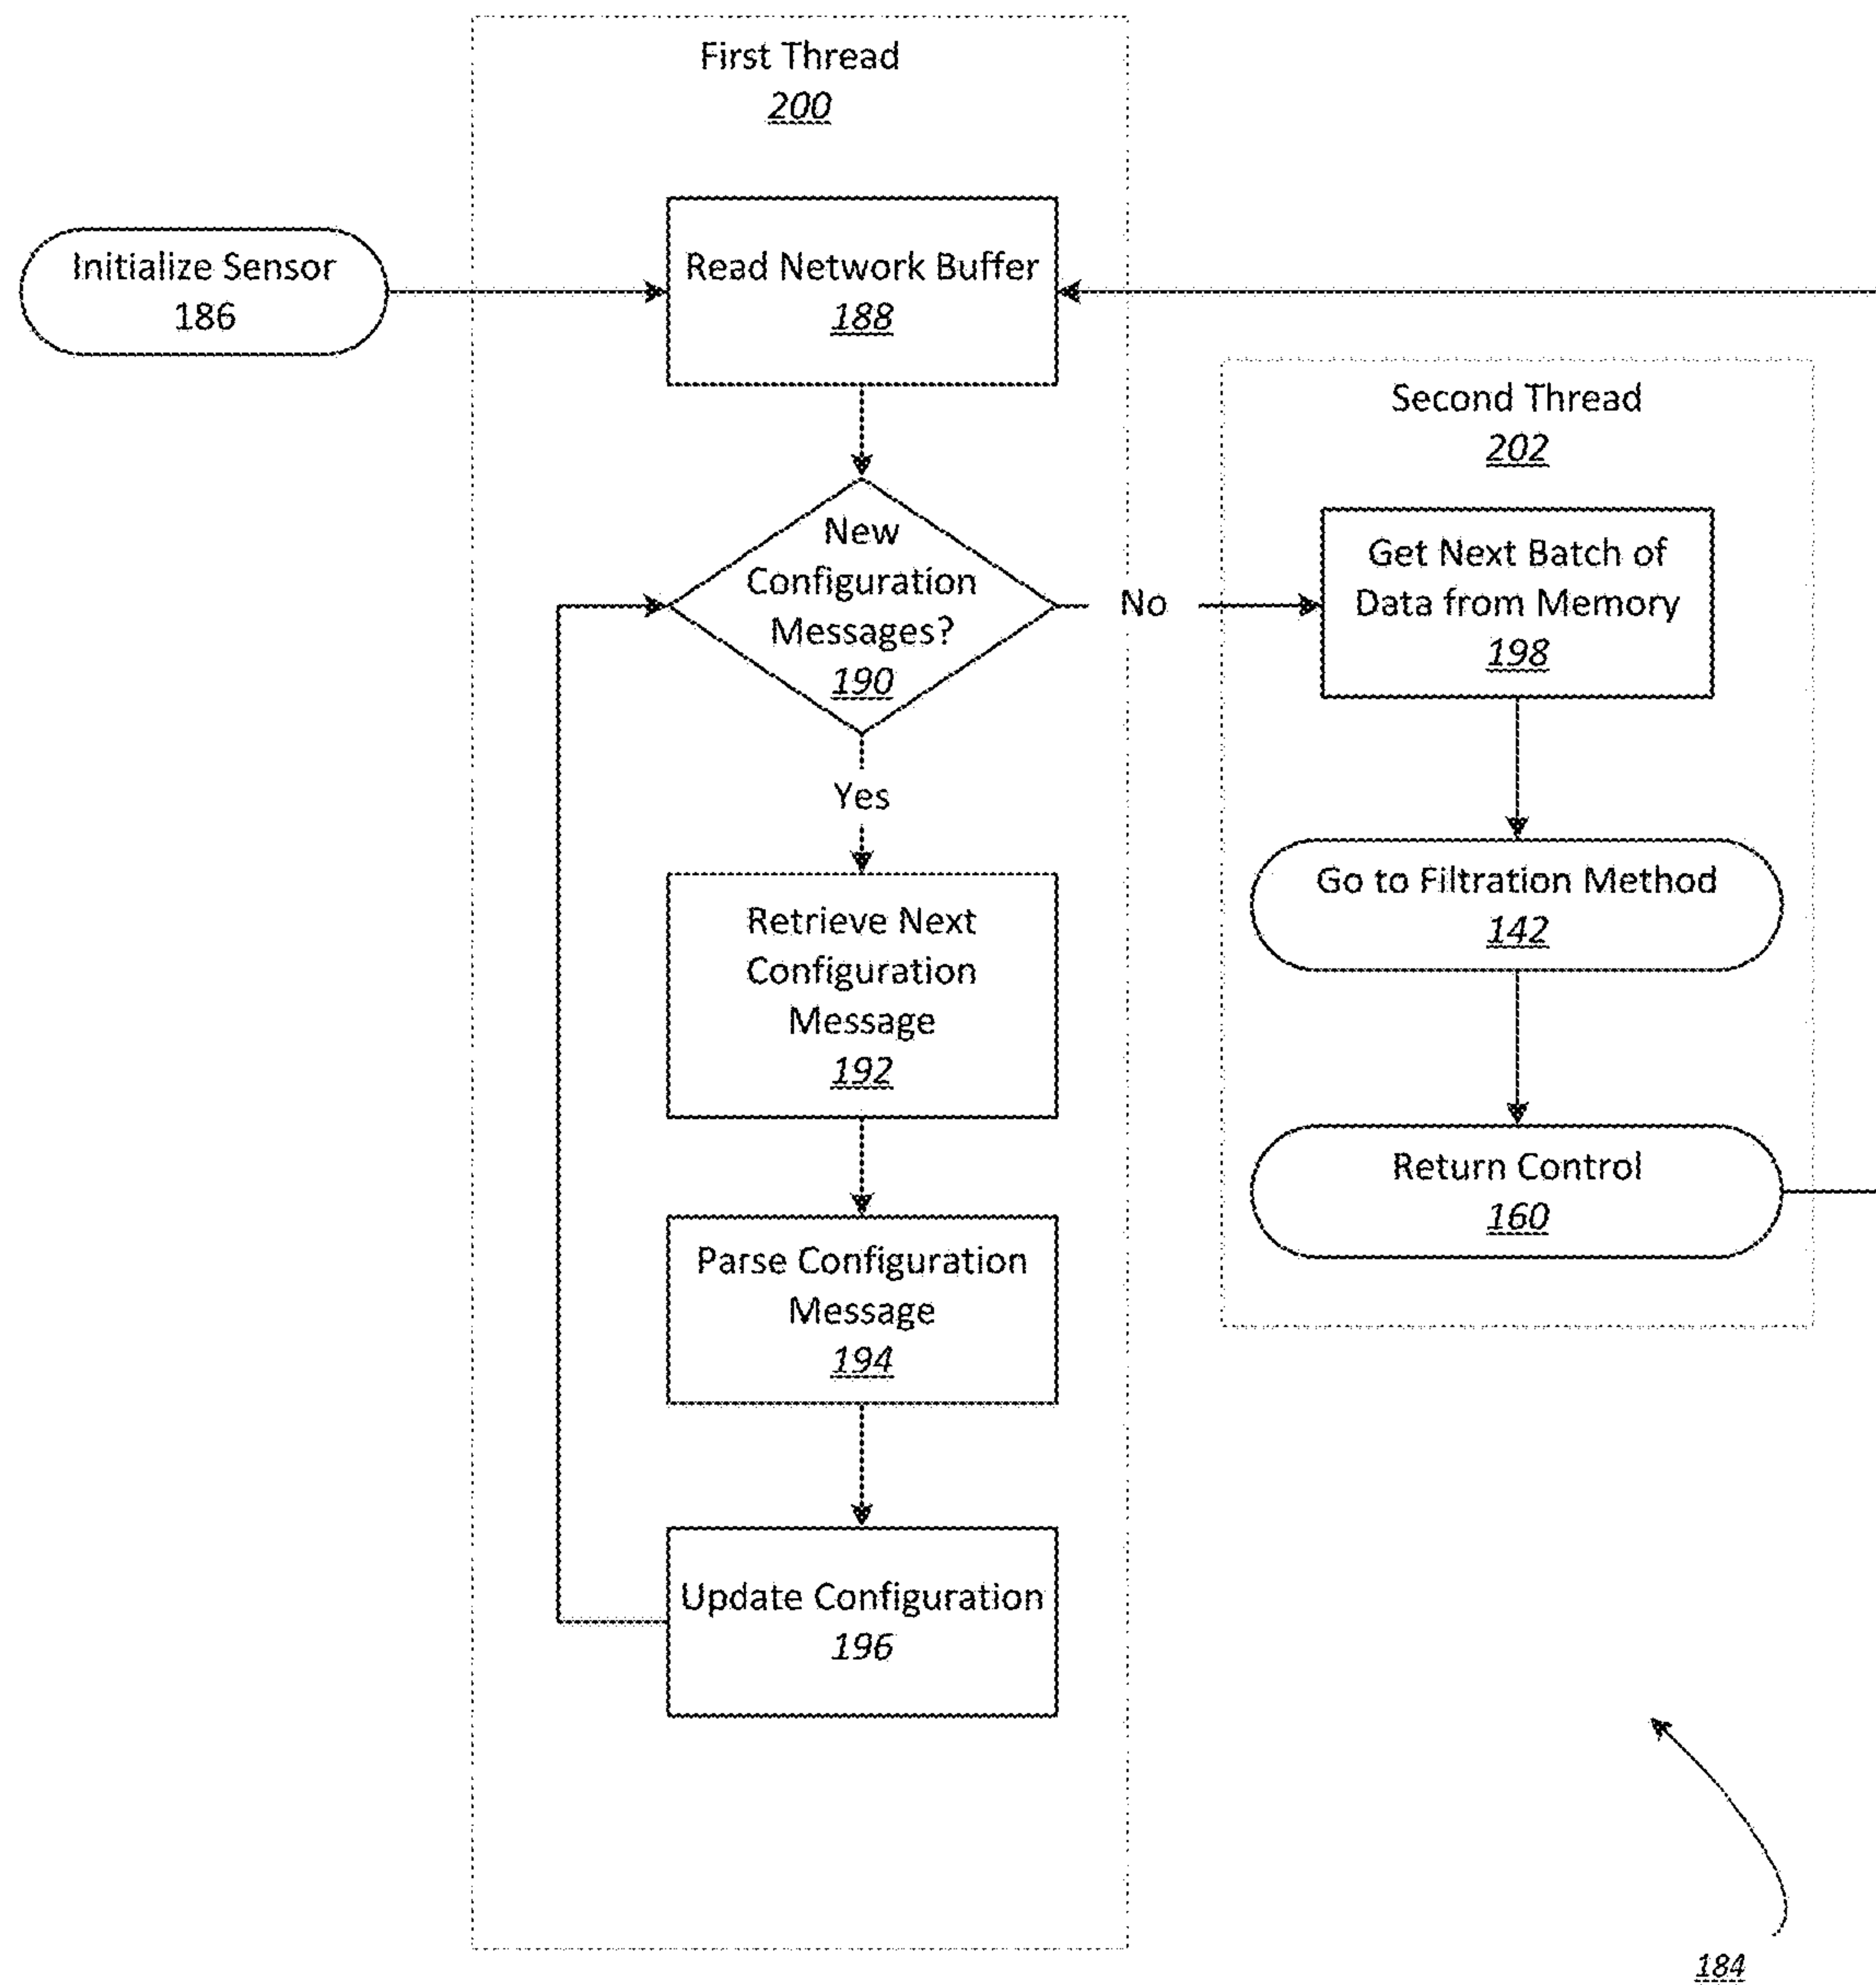 First Thread
200
Initialize Sensor
186
Read Network Buffer
188
New
Configuration
Messages?
190
No
Yes
Retrieve Next
Configuration
Message
192
Parse Configuration
Message
194
Update Configuration
196
Second Thread
202
Get Next Batch of
Data from Memory
198
Go to Filtration Method
142
Return Control
160
184